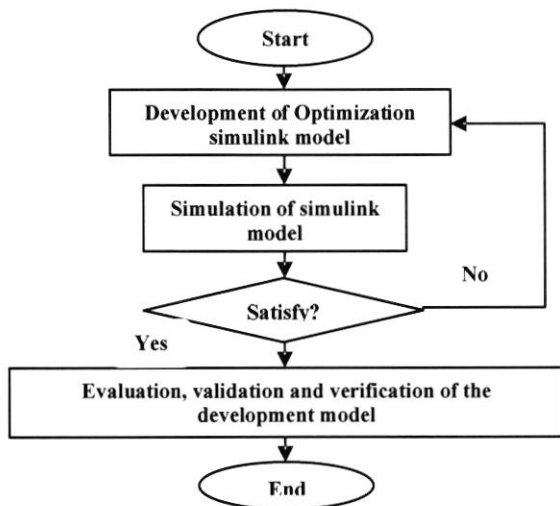 Start
Development of Optimization
simulink model
Simulation of simulink
model
No
Satisfy?
Yes
Evaluation, validation and verification of the
development model
End